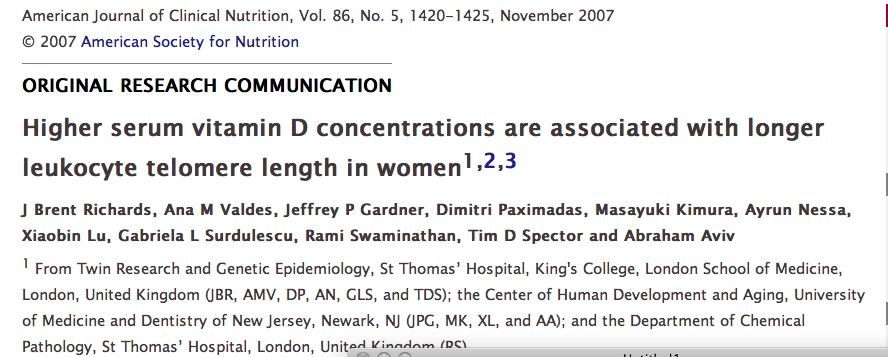 American Journal of Clinical Nutrition, Vol. 86, No. 5, 1420-1425, November 2007
© 2007 American Society for Nutrition
ORIGINAL RESEARCH COMMUNICATION
Higher serum vitamin D concentrations are associated with longer
leukocyte telomere length in women1,2,3
J Brent Richards, Ana M Valdes, Jeffrey P Gardner, Dimitri Paximadas, Masayuki Kimura, Ayrun Nessa,
Xiaobin Lu, Gabriela L Surdulescu, Rami Swaminathan, Tim D Spector and Abraham Aviv
1 From Twin Research and Genetic Epidemiology, St Thomas’ Hospital, King's College, London School of Medicine,
London, United Kingdom (JBR, AMV, DP, AN, GLS, and TDS); the Center of Human Development and Aging, University
of Medicine and Dentistry of New Jersey, Newark, NJ (JPG, MK, XL, and AA); and the Department of Chemical
Pathology, St Thomas’ Hospital, London, United Kingdom (RS)